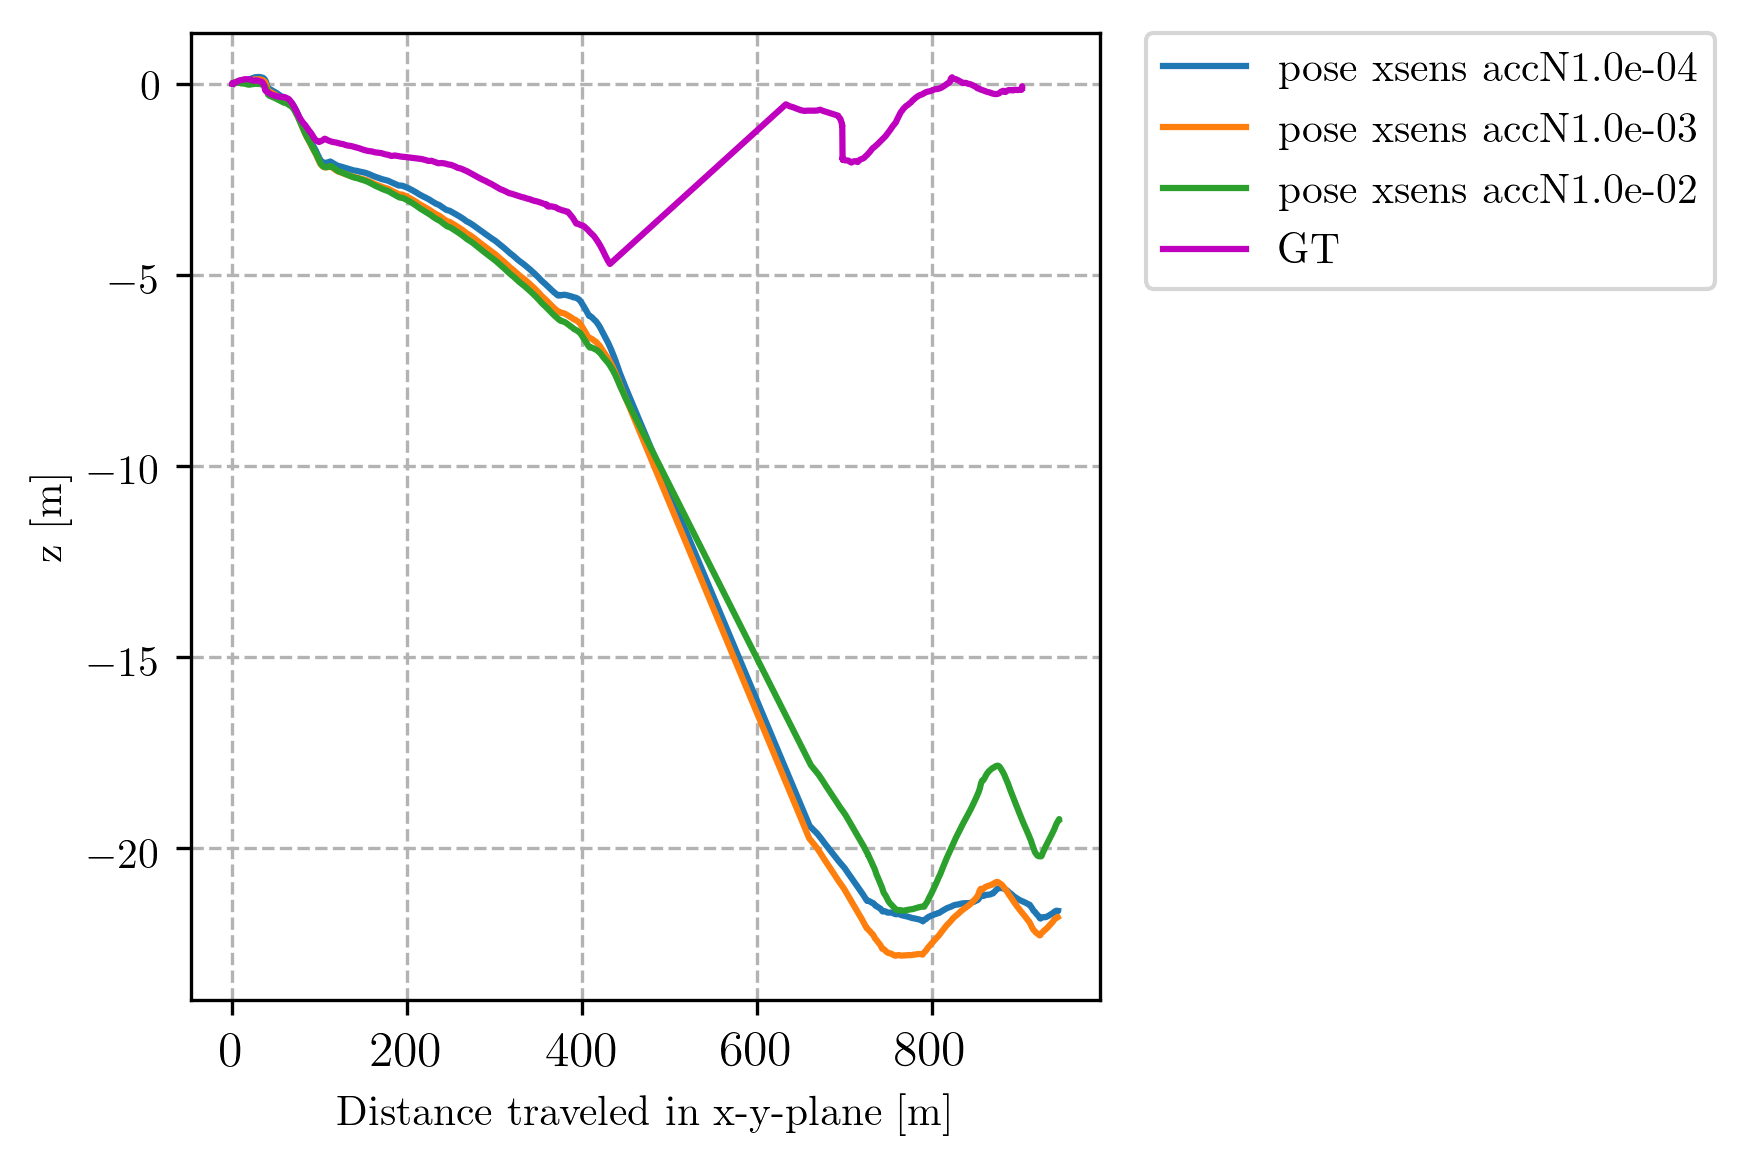 pose xsens accN1.0e-04
pose xsens accN1.0e-03
pose xsens accN1.0e-02
GT
0
−5
−10
−15
−20
z [m]
0 200 400 600 800
Distance traveled in x-y-plane [m]